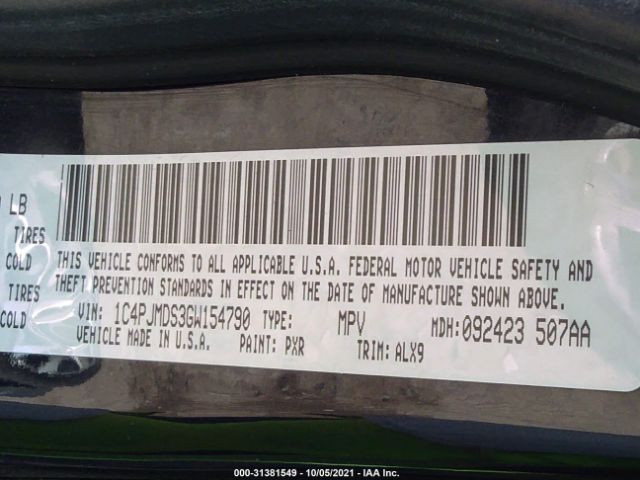 LB
TIRES
COLD
TIRES
COLD
THIS VEHICLE CONFORMS TO ALL APPLICABLE U.S.A. FEDERAL MOTOR VEHICLE SAFETY AND
THEFT PREVENTION STANDARDS IN EFFECT ON THE DATE OF MANUFACTURE SHOWN ABOVE.
VIN: 1C4PJMDS3GW154790 TYPE: MPV MDH:092423 507AA
VEHICLE MADE IN U.S.A. PAINT: PXR TRIM: ALX9
000-31381549 - 10/05/2021 - IAA Inc.